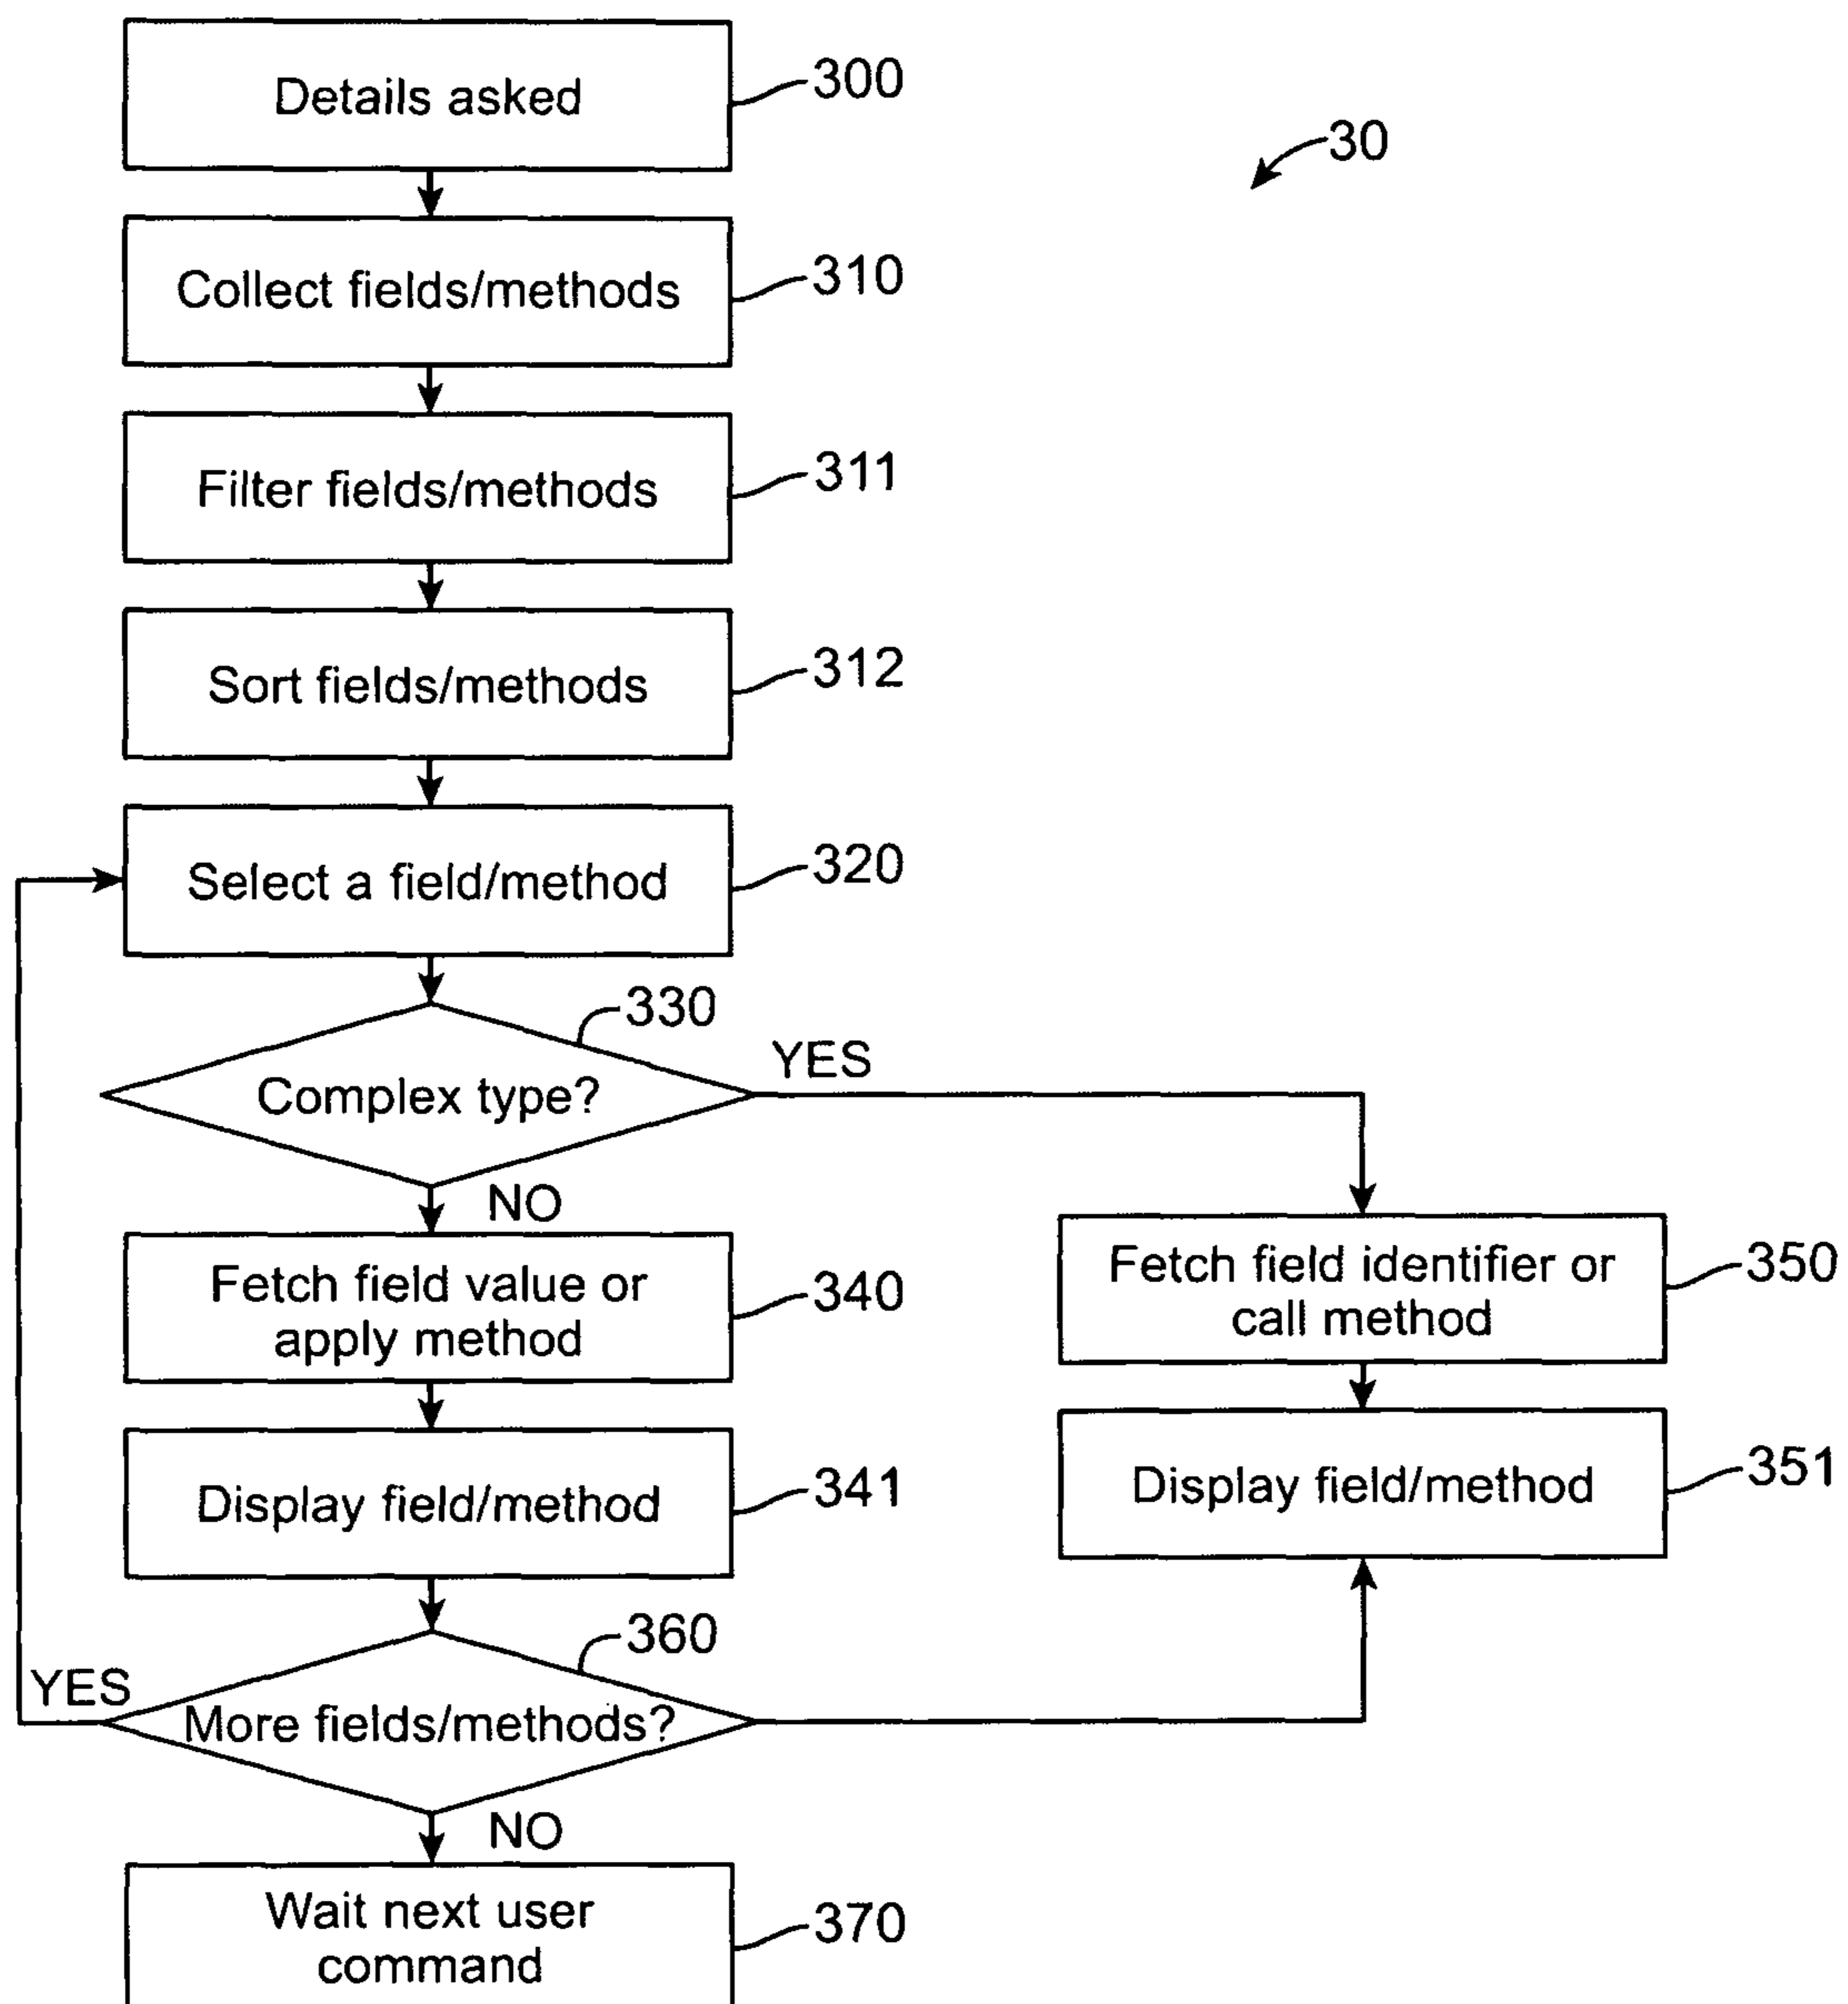 Details asked
300
30
Collect fields/methods
310
Filter fields/methods
311
Sort fields/methods
312
Select a field/method
320
330
Complex type?
YES
NO
Fetch field value or
apply method
340
Fetch field identifier or
call method
350
Display field/method
341
Display field/method
351
360
YES
More fields/methods?
NO
Wait next user
command
370